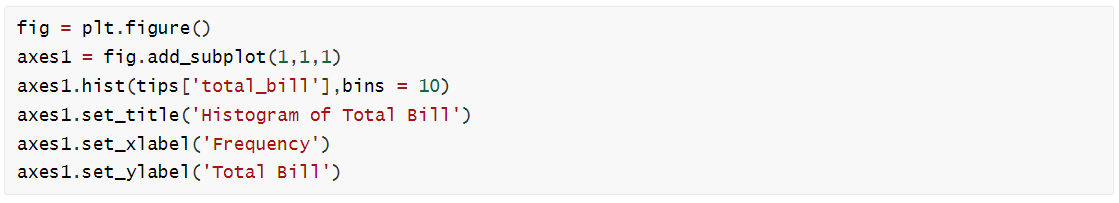 fig = plt.figure()
axes1 = fig.add_subplot(1,1,1)
axes1.hist(tips['total_bill'],bins = 10)
axes1.set_title('Histogram of Total Bill')
axes1.set_xlabel('Frequency')
axes1.set_ylabel('Total Bill')